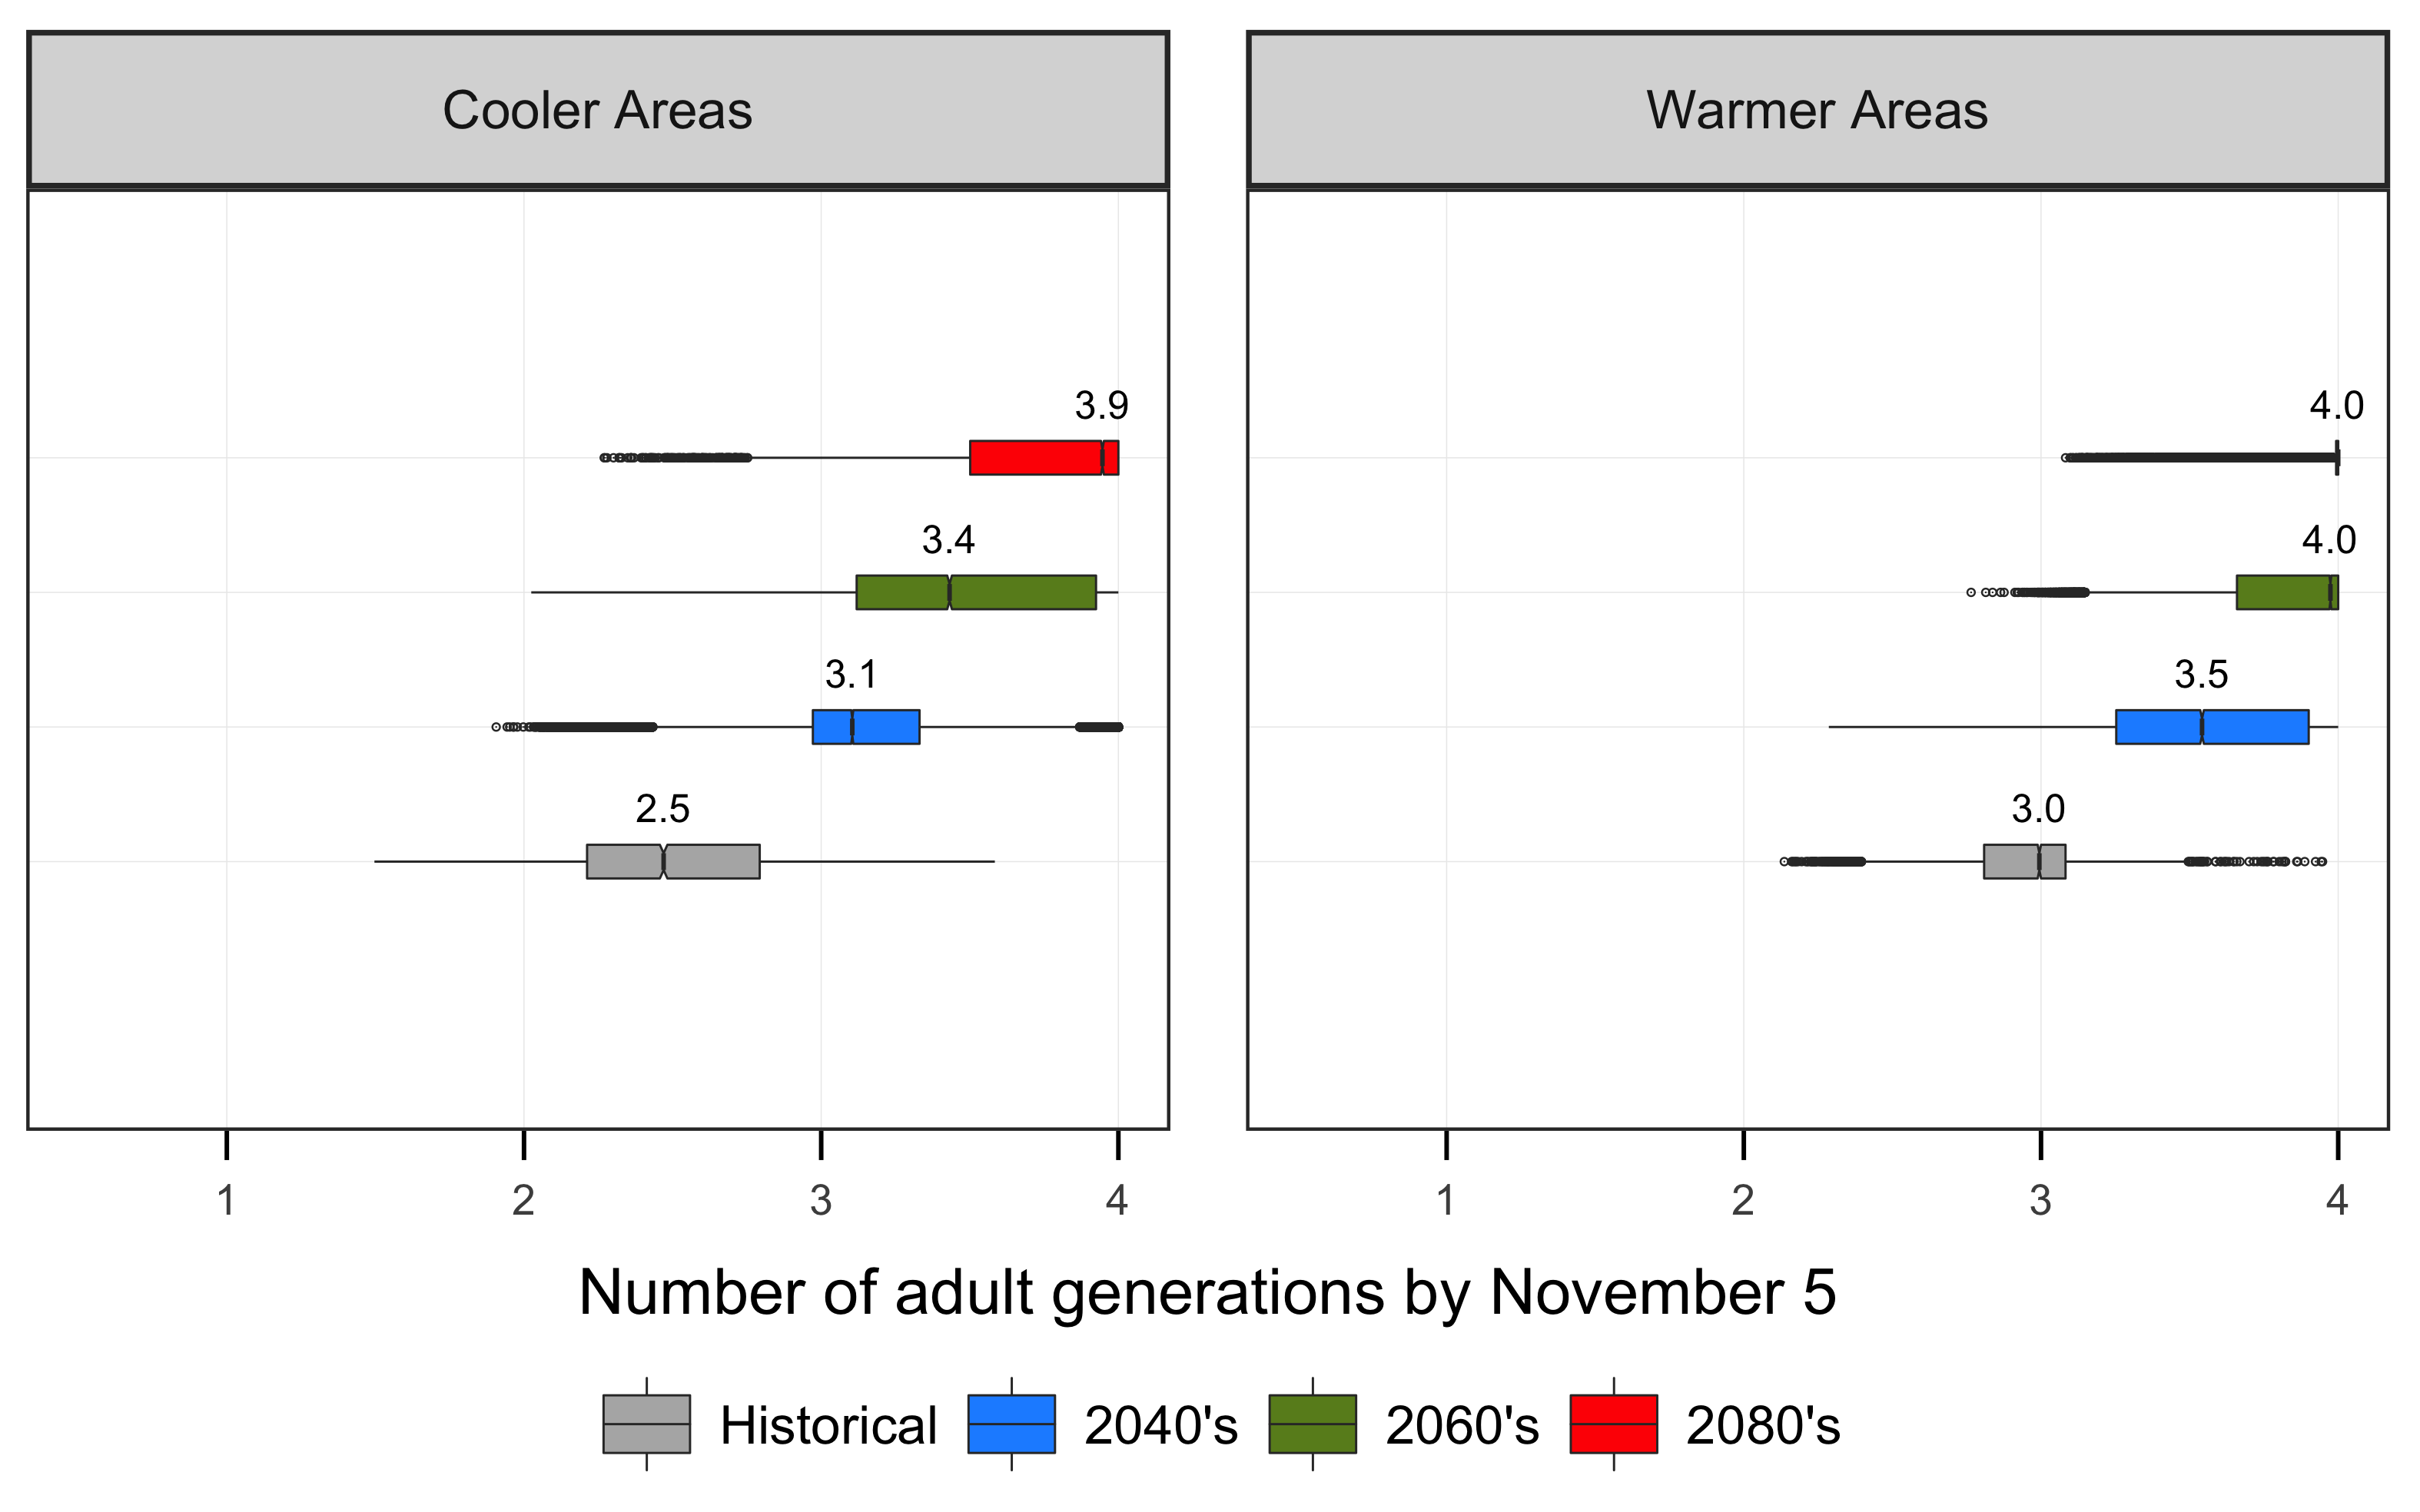 Cooler Areas
Warmer Areas
3.9
3.4
3.1
2.5
4.0
4.0
3.5
3.0
1 2 3 4
1 2 3 4
Number of adult generations by November 5
Historical 2040's 2060's 2080's